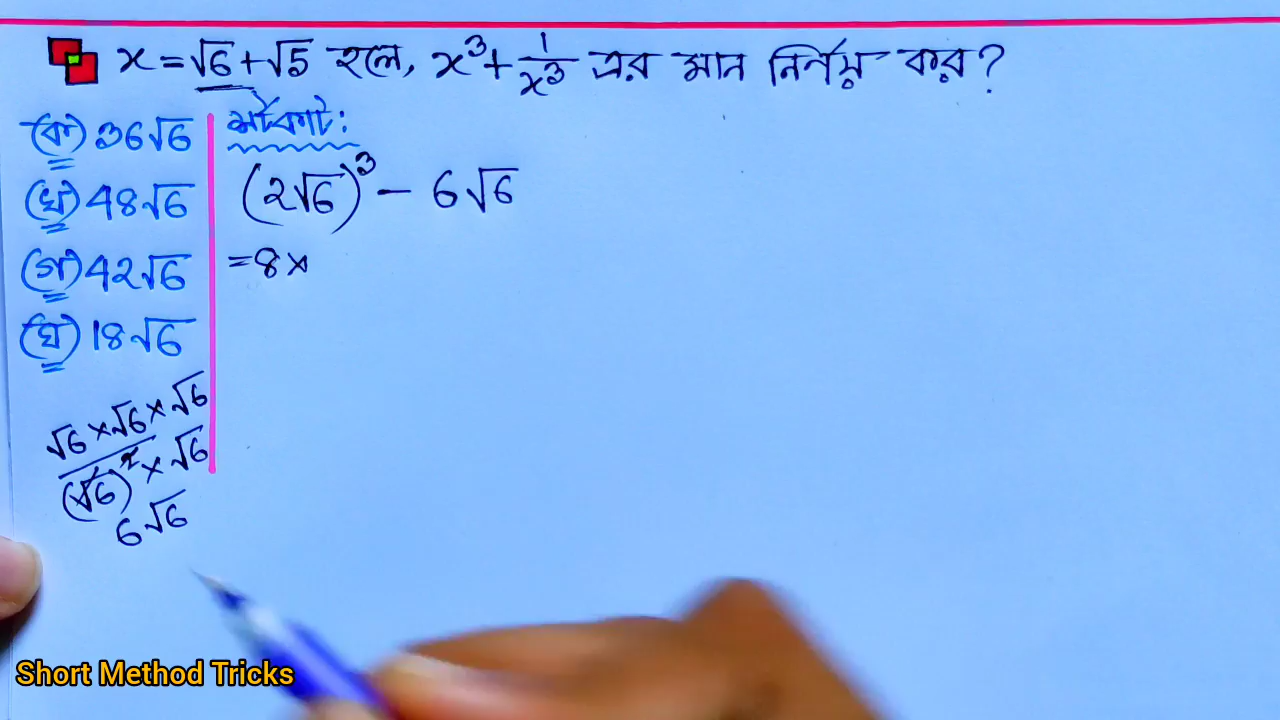 x = √6 + √5 হলে, x³ + 1/x³ এর মান নির্ণয় কর?
(ক) 36√6
(খ) 48√6
(গ) 42√6
(ঘ) 18√6
শর্টকাট:
(2√6)³ − 6√6
= 8 ×
√6 × √6 × √6
(√6)² × √6
6√6
Short Method Tricks